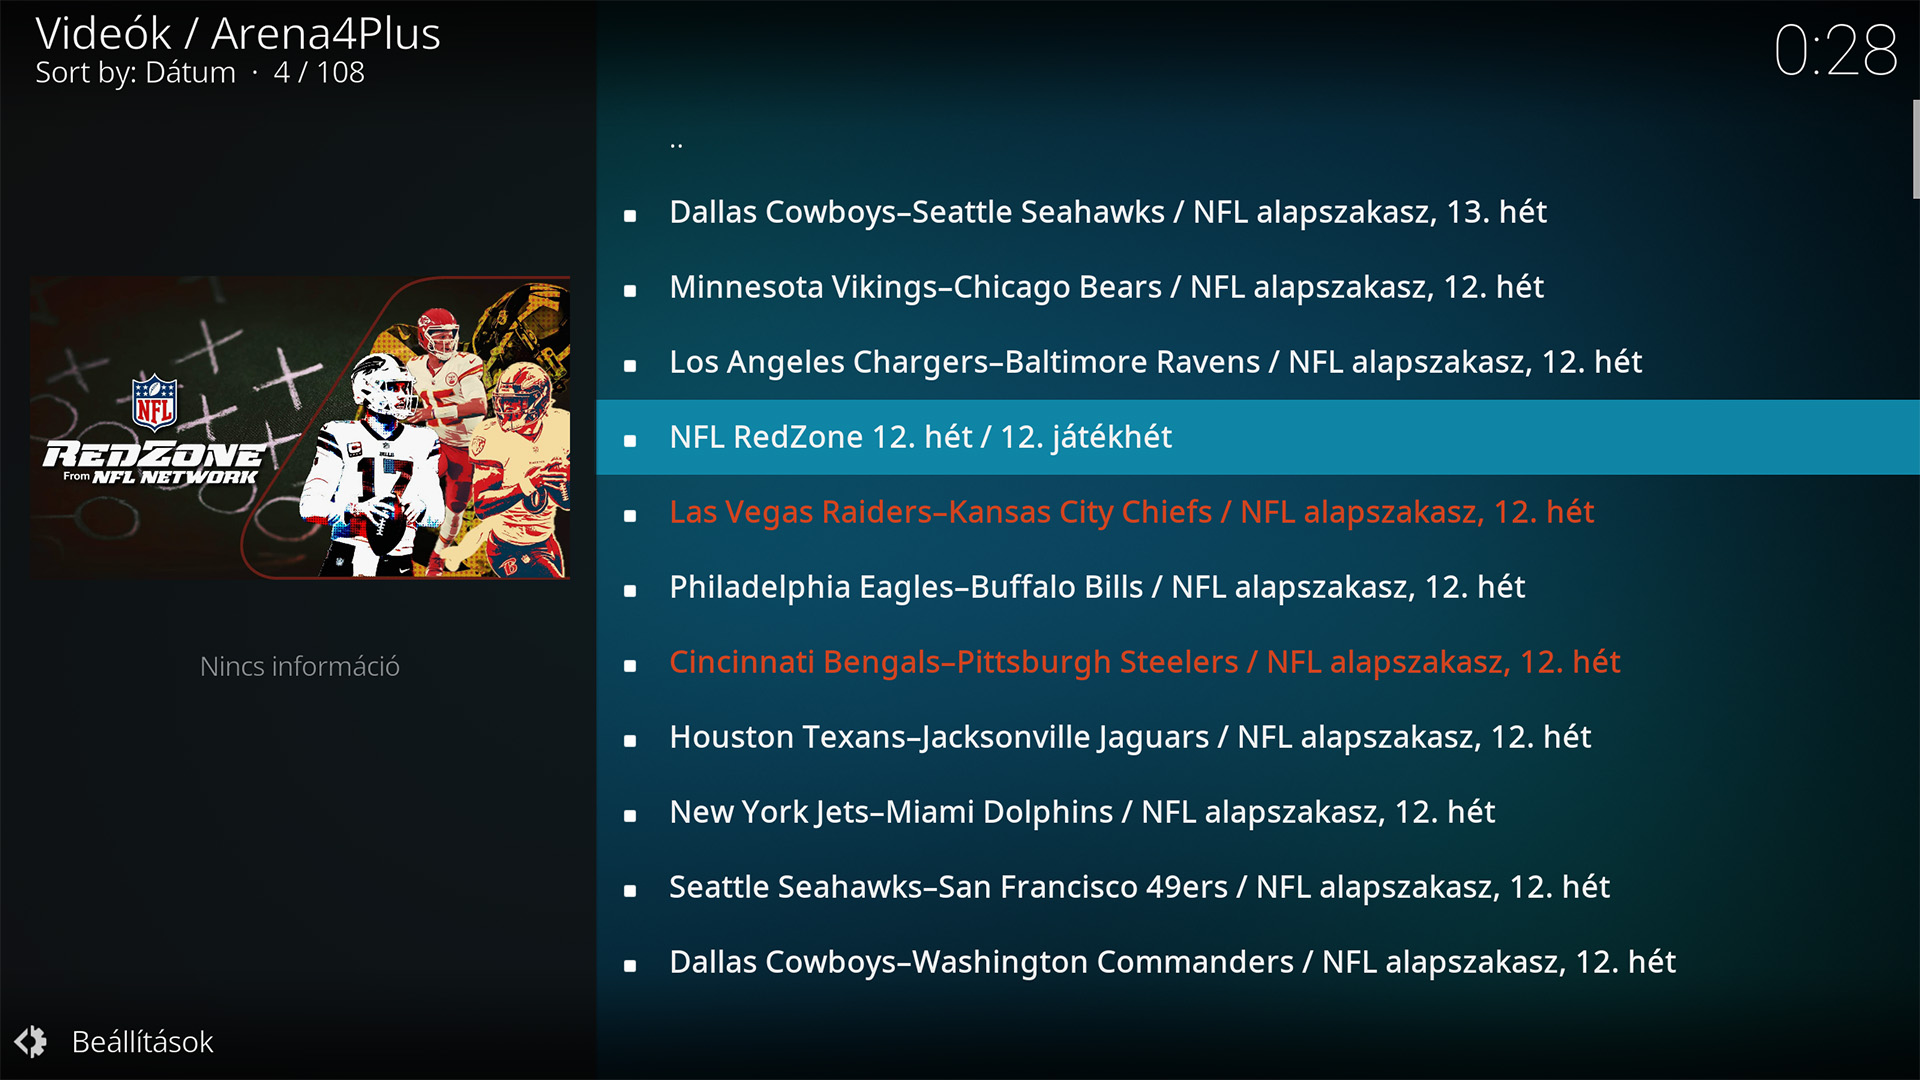 Videók / Arena4Plus
Sort by: Dátum · 4 / 108
0:28
..
Dallas Cowboys–Seattle Seahawks / NFL alapszakasz, 13. hét
Minnesota Vikings–Chicago Bears / NFL alapszakasz, 12. hét
Los Angeles Chargers–Baltimore Ravens / NFL alapszakasz, 12. hét
NFL RedZone 12. hét / 12. játékhét
Las Vegas Raiders–Kansas City Chiefs / NFL alapszakasz, 12. hét
Philadelphia Eagles–Buffalo Bills / NFL alapszakasz, 12. hét
Cincinnati Bengals–Pittsburgh Steelers / NFL alapszakasz, 12. hét
Houston Texans–Jacksonville Jaguars / NFL alapszakasz, 12. hét
New York Jets–Miami Dolphins / NFL alapszakasz, 12. hét
Seattle Seahawks–San Francisco 49ers / NFL alapszakasz, 12. hét
Dallas Cowboys–Washington Commanders / NFL alapszakasz, 12. hét
NFL
REDZONE
From NFL NETWORK
15
17
Nincs információ
Beállítások